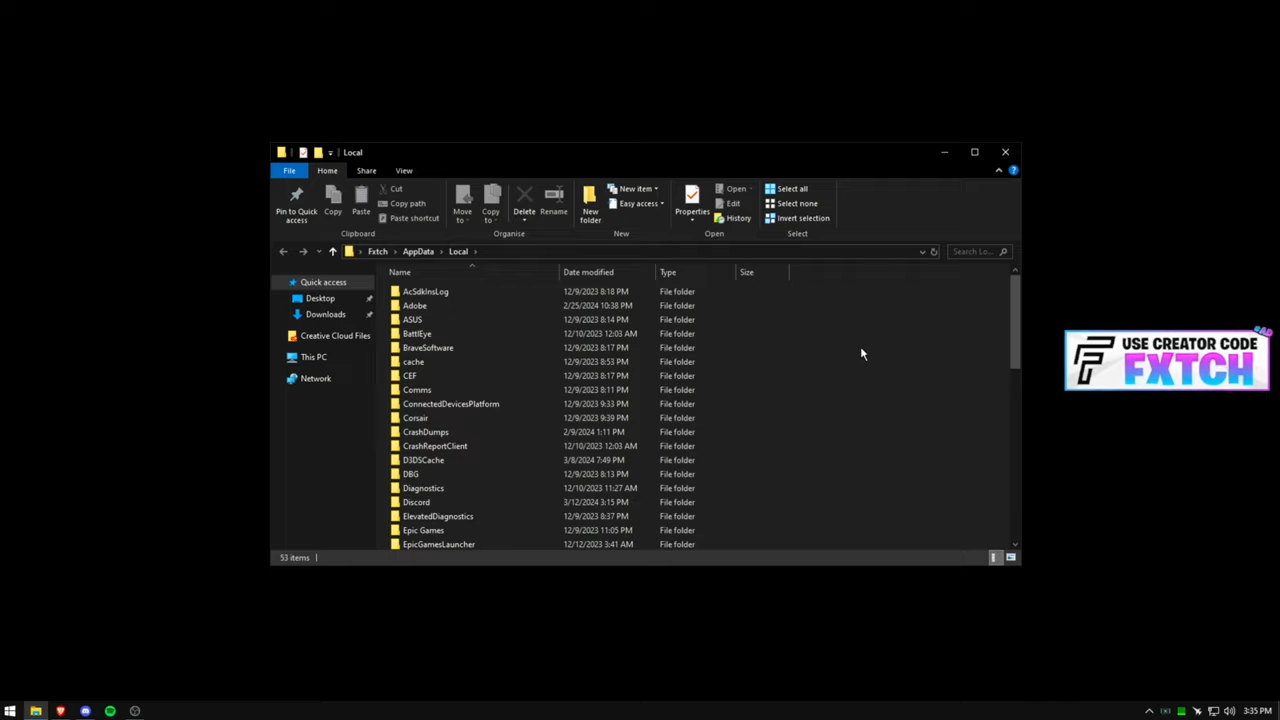 Local
File Home Share View
Pin to Quick access
Copy
Paste
Cut
Copy path
Paste shortcut
Clipboard
Move to
Copy to
Delete
Rename
Organise
New folder
New item
Easy access
New
Properties
Open
Edit
History
Open
Select all
Select none
Invert selection
Select
Fxtch > AppData > Local >
Search Lo...
Quick access
Desktop
Downloads
Creative Cloud Files
This PC
Network
Name Date modified Type Size
AcSdkInsLog 12/9/2023 8:18 PM File folder
Adobe 2/25/2024 10:38 PM File folder
ASUS 12/9/2023 8:14 PM File folder
BattlEye 12/10/2023 12:03 AM File folder
BraveSoftware 12/9/2023 8:17 PM File folder
cache 12/9/2023 8:53 PM File folder
CEF 12/9/2023 8:17 PM File folder
Comms 12/9/2023 8:11 PM File folder
ConnectedDevicesPlatform 12/9/2023 9:33 PM File folder
Corsair 12/9/2023 9:39 PM File folder
CrashDumps 2/9/2024 1:11 PM File folder
CrashReportClient 12/10/2023 12:03 AM File folder
D3DSCache 3/8/2024 7:49 PM File folder
DBG 12/9/2023 8:13 PM File folder
Diagnostics 12/10/2023 11:27 AM File folder
Discord 3/12/2024 3:15 PM File folder
ElevatedDiagnostics 12/9/2023 8:37 PM File folder
Epic Games 12/9/2023 11:05 PM File folder
EpicGamesLauncher 12/12/2023 3:41 AM File folder
53 items
#AD
USE CREATOR CODE
FXTCH
3:35 PM